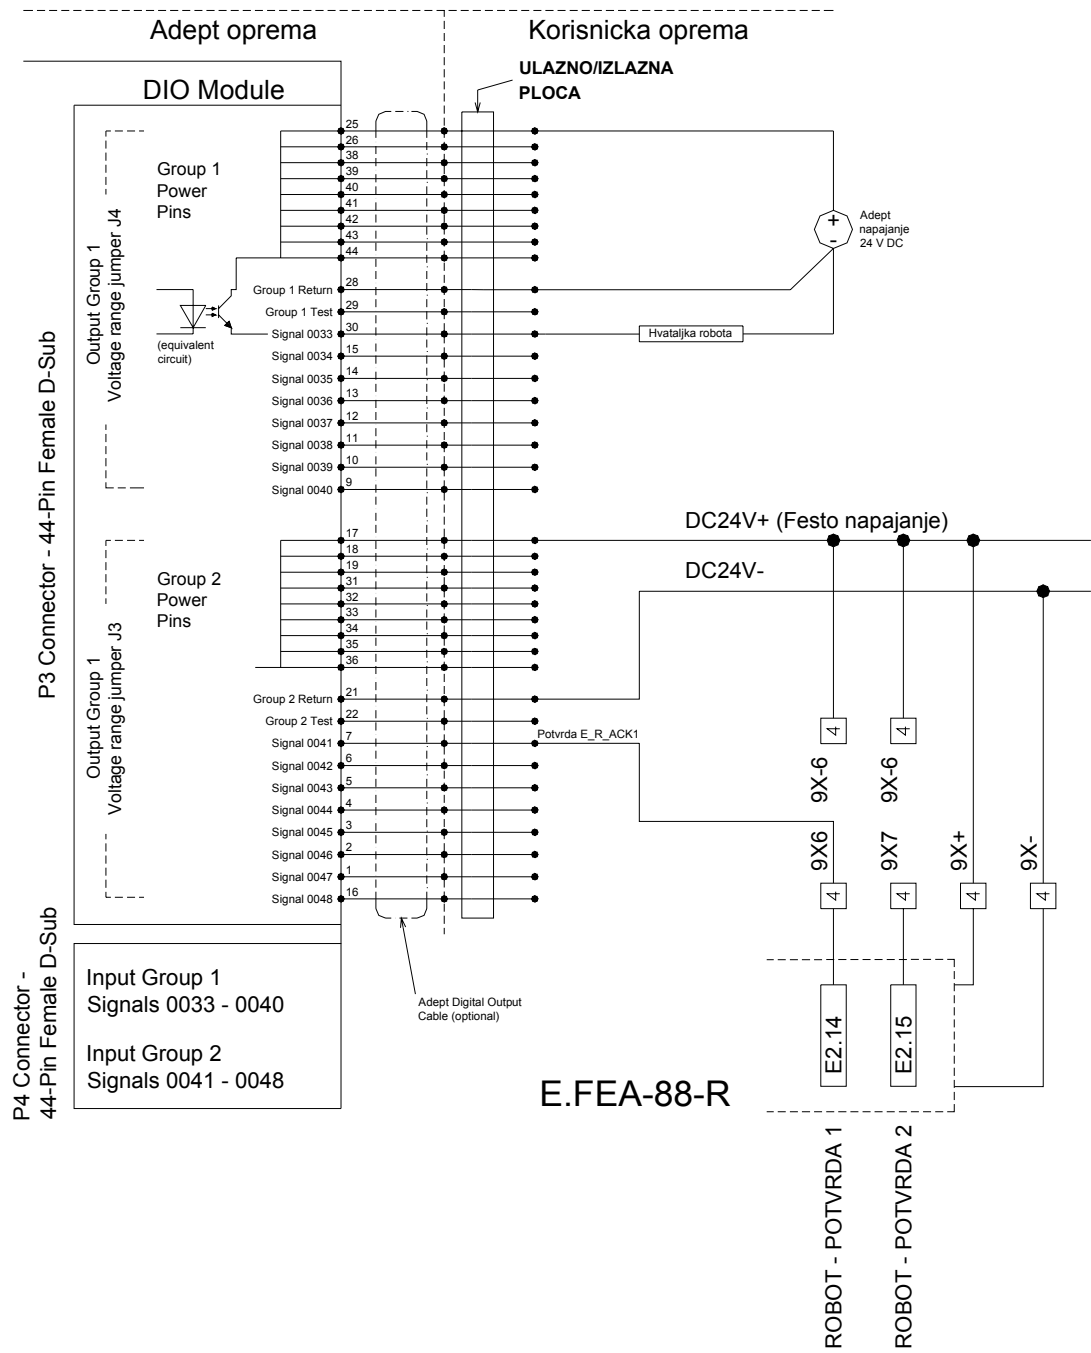 Adept oprema
Korisnicka oprema
ULAZNO/IZLAZNA
PLOCA
DIO Module
P3 Connector - 44-Pin Female D-Sub
Output Group 1
Voltage range jumper J4
Group 1
Power
Pins
25
26
38
39
40
41
42
43
44
+
-
Adept
napajanje
24 V DC
(equivalent
circuit)
Group 1 Return 28
Group 1 Test 29
Signal 0033 30
Hvataljka robota
Signal 0034 15
Signal 0035 14
Signal 0036 13
Signal 0037 12
Signal 0038 11
Signal 0039 10
Signal 0040 9
DC24V+ (Festo napajanje)
DC24V-
Output Group 1
Voltage range jumper J3
Group 2
Power
Pins
17
18
19
31
32
33
34
35
36
Group 2 Return 21
Group 2 Test 22
Signal 0041 7
Potvrda E_R_ACK1
Signal 0042 6
Signal 0043 5
Signal 0044 4
Signal 0045 3
Signal 0046 2
Signal 0047 1
Signal 0048 16
4
4
9X-6
9X-6
9X6
9X7
9X+
9X-
4
4
4
4
P4 Connector -
44-Pin Female D-Sub
Input Group 1
Signals 0033 - 0040
Input Group 2
Signals 0041 - 0048
Adept Digital Output
Cable (optional)
E2.14
E2.15
E.FEA-88-R
ROBOT - POTVRDA 1
ROBOT - POTVRDA 2